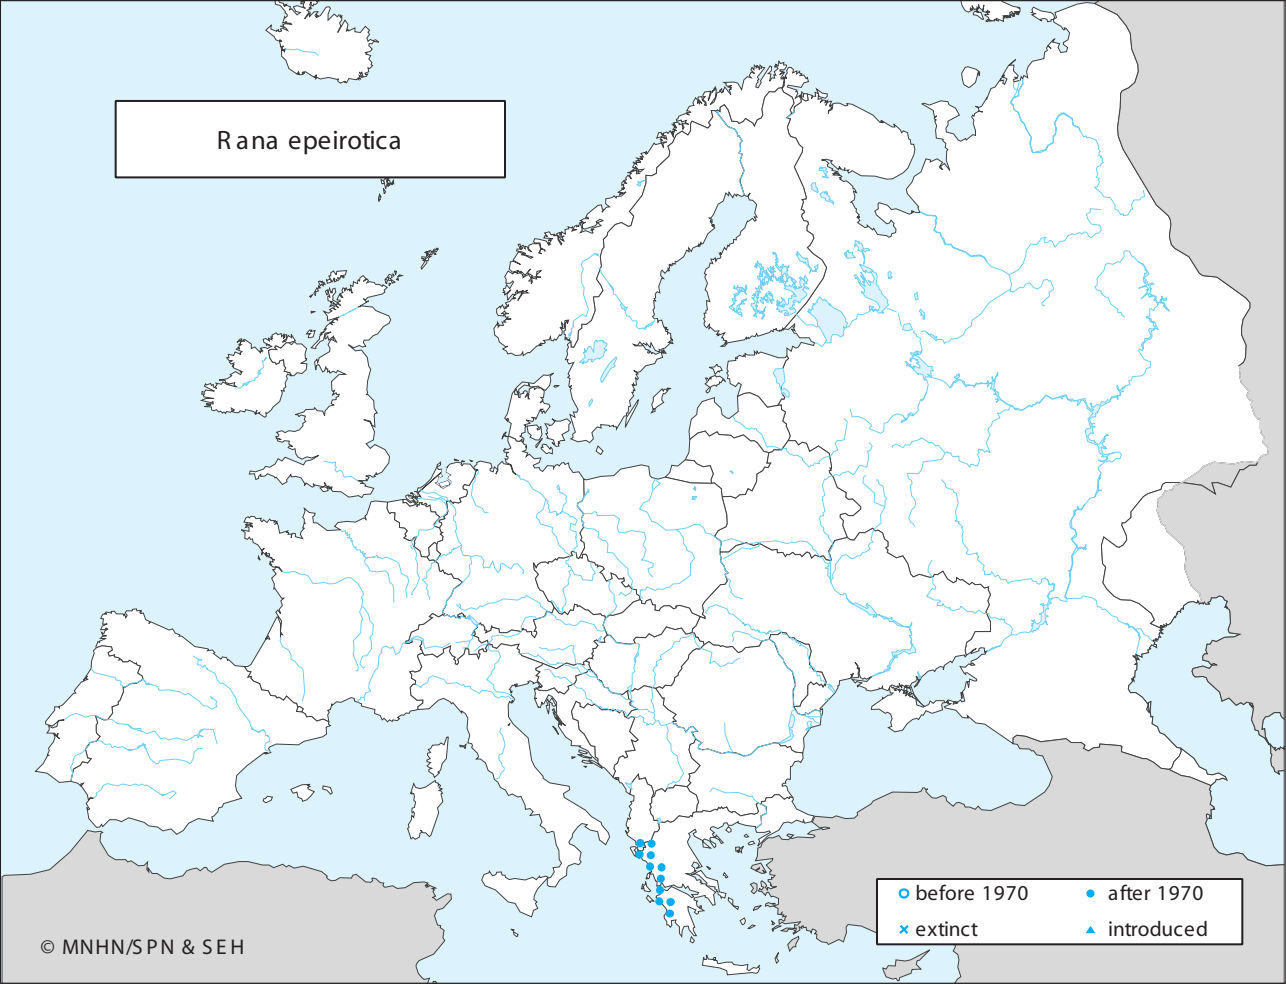 Rana epeirotica
before 1970
after 1970
extinct
introduced
© MNHN/SPN & SEH